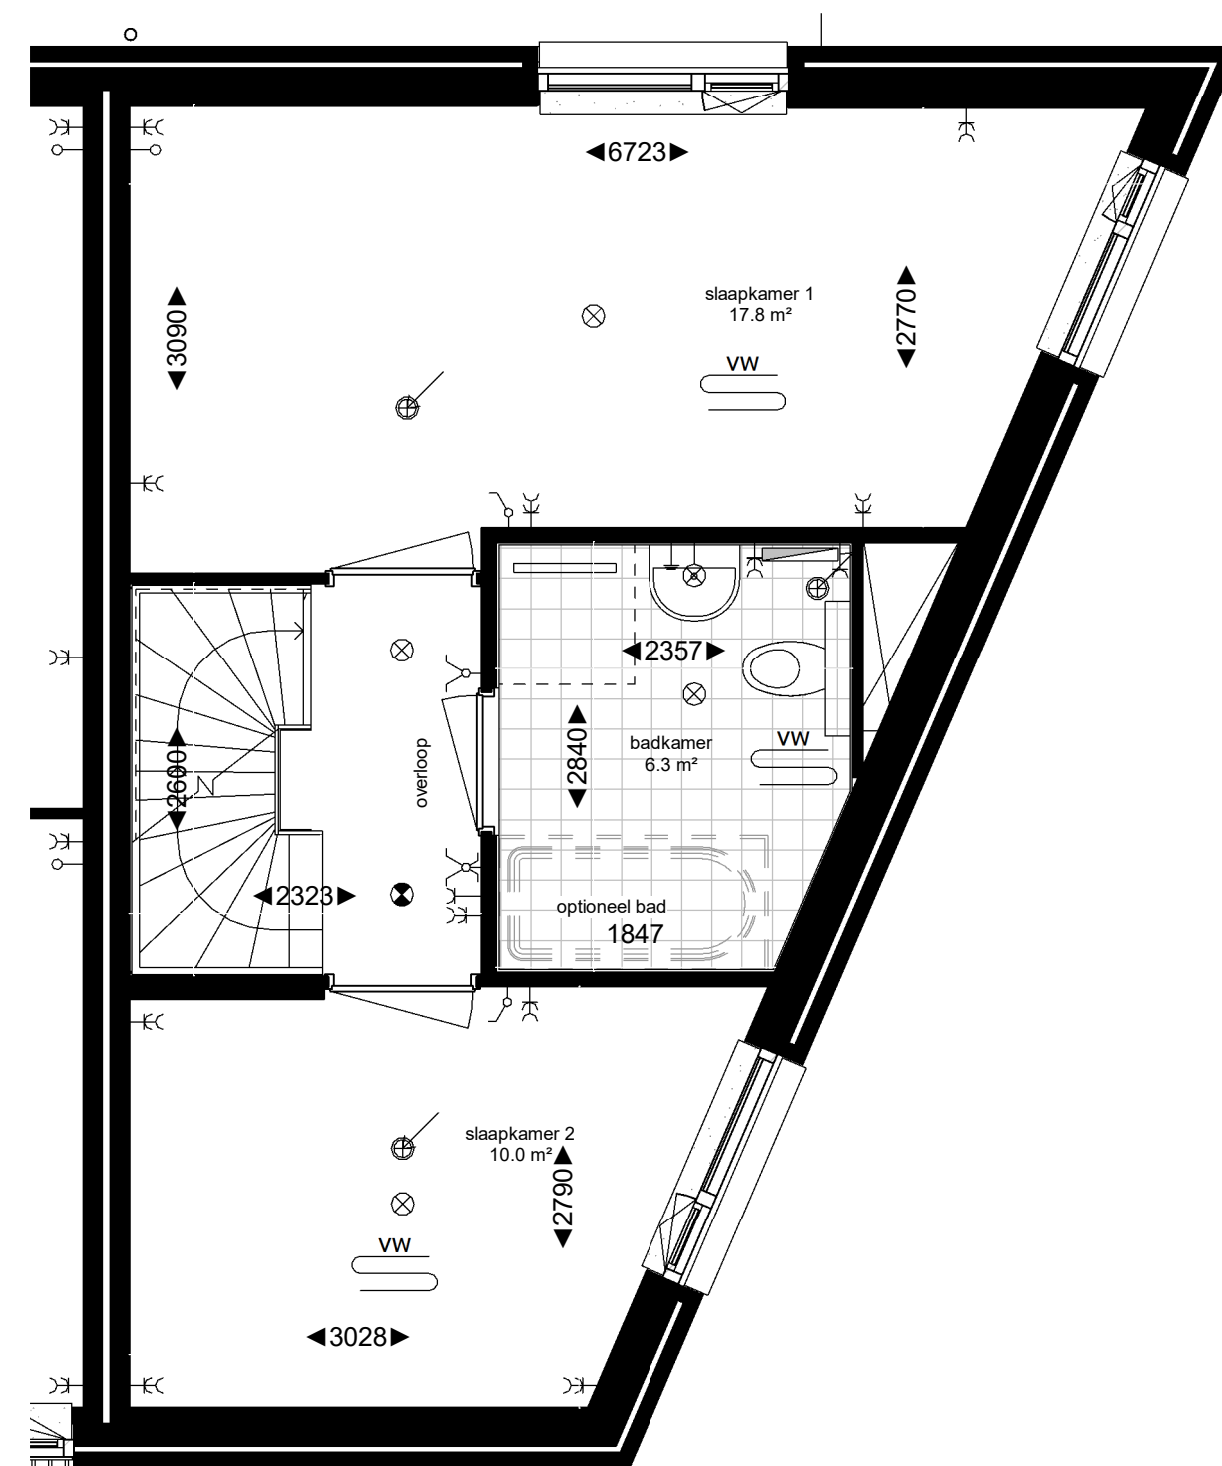 6723
slaapkamer 1
17.8 m²
2770
3090
VW
2357
badkamer
6.3 m²
VW
2840
overloop
2600
2323
optioneel bad
1847
slaapkamer 2
10.0 m²
2790
VW
3028